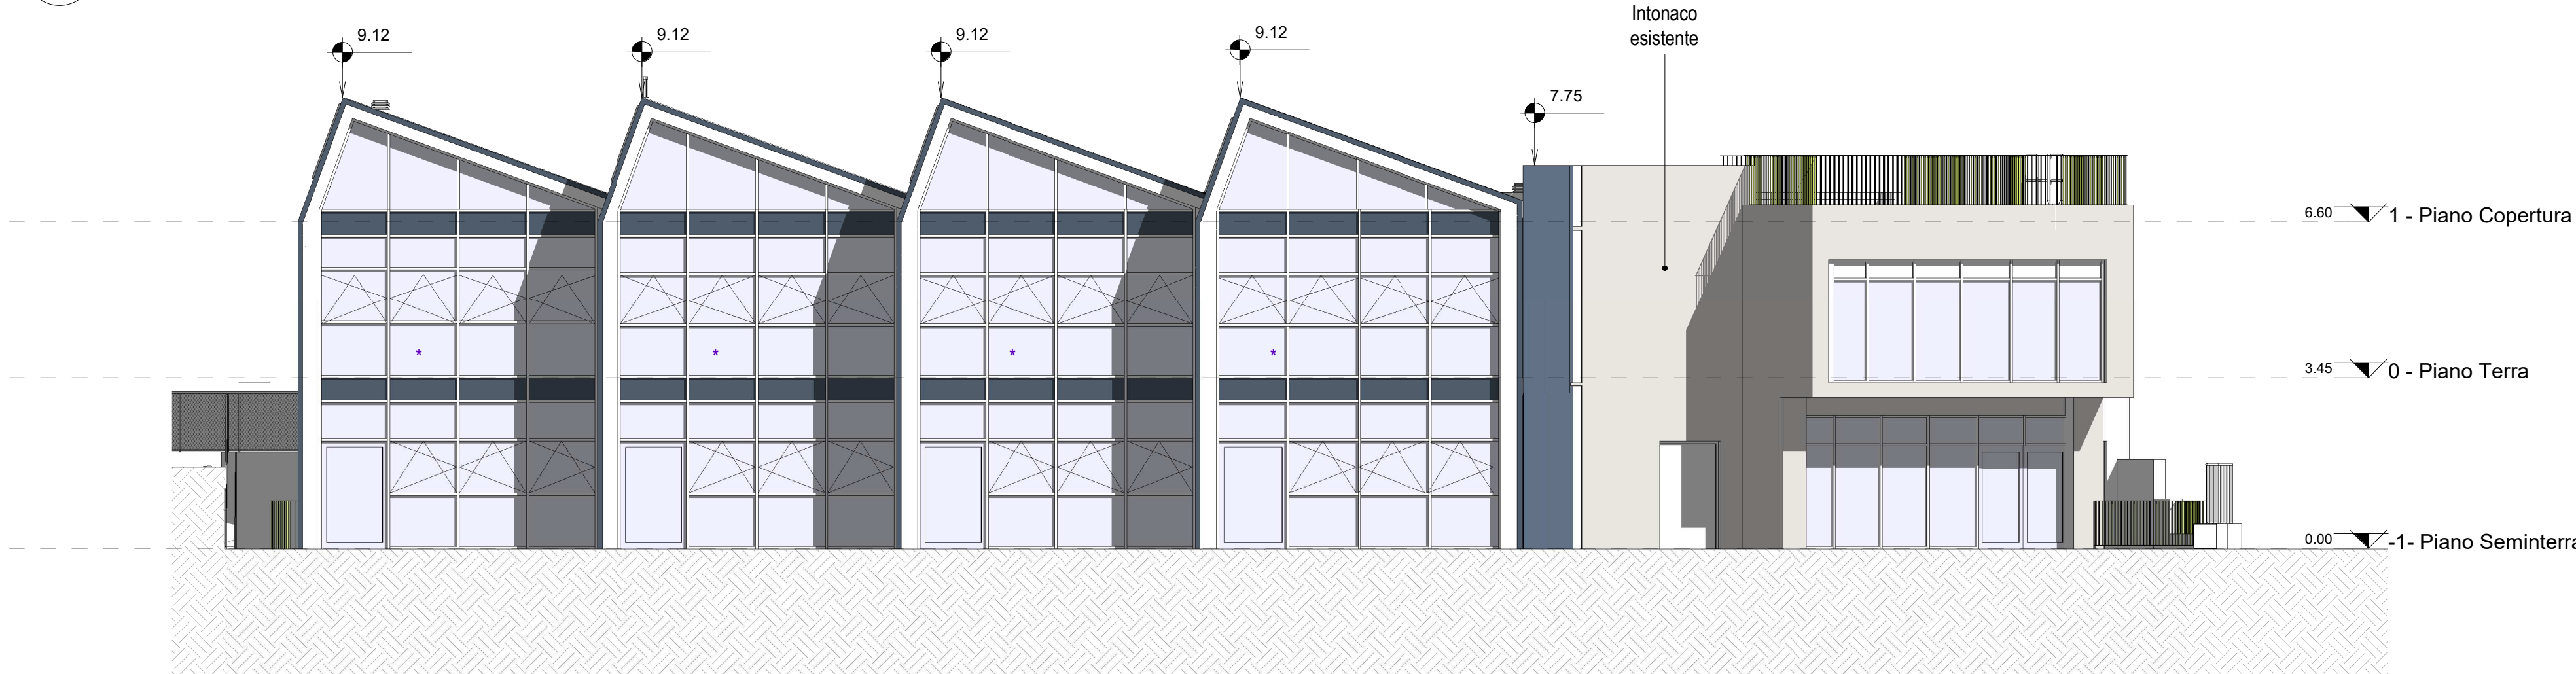 9.12
9.12
9.12
9.12
Intonaco
esistente
7.75
6.60
1 - Piano Copertura
*
*
*
*
3.45
0 - Piano Terra
0.00
-1- Piano Seminterra